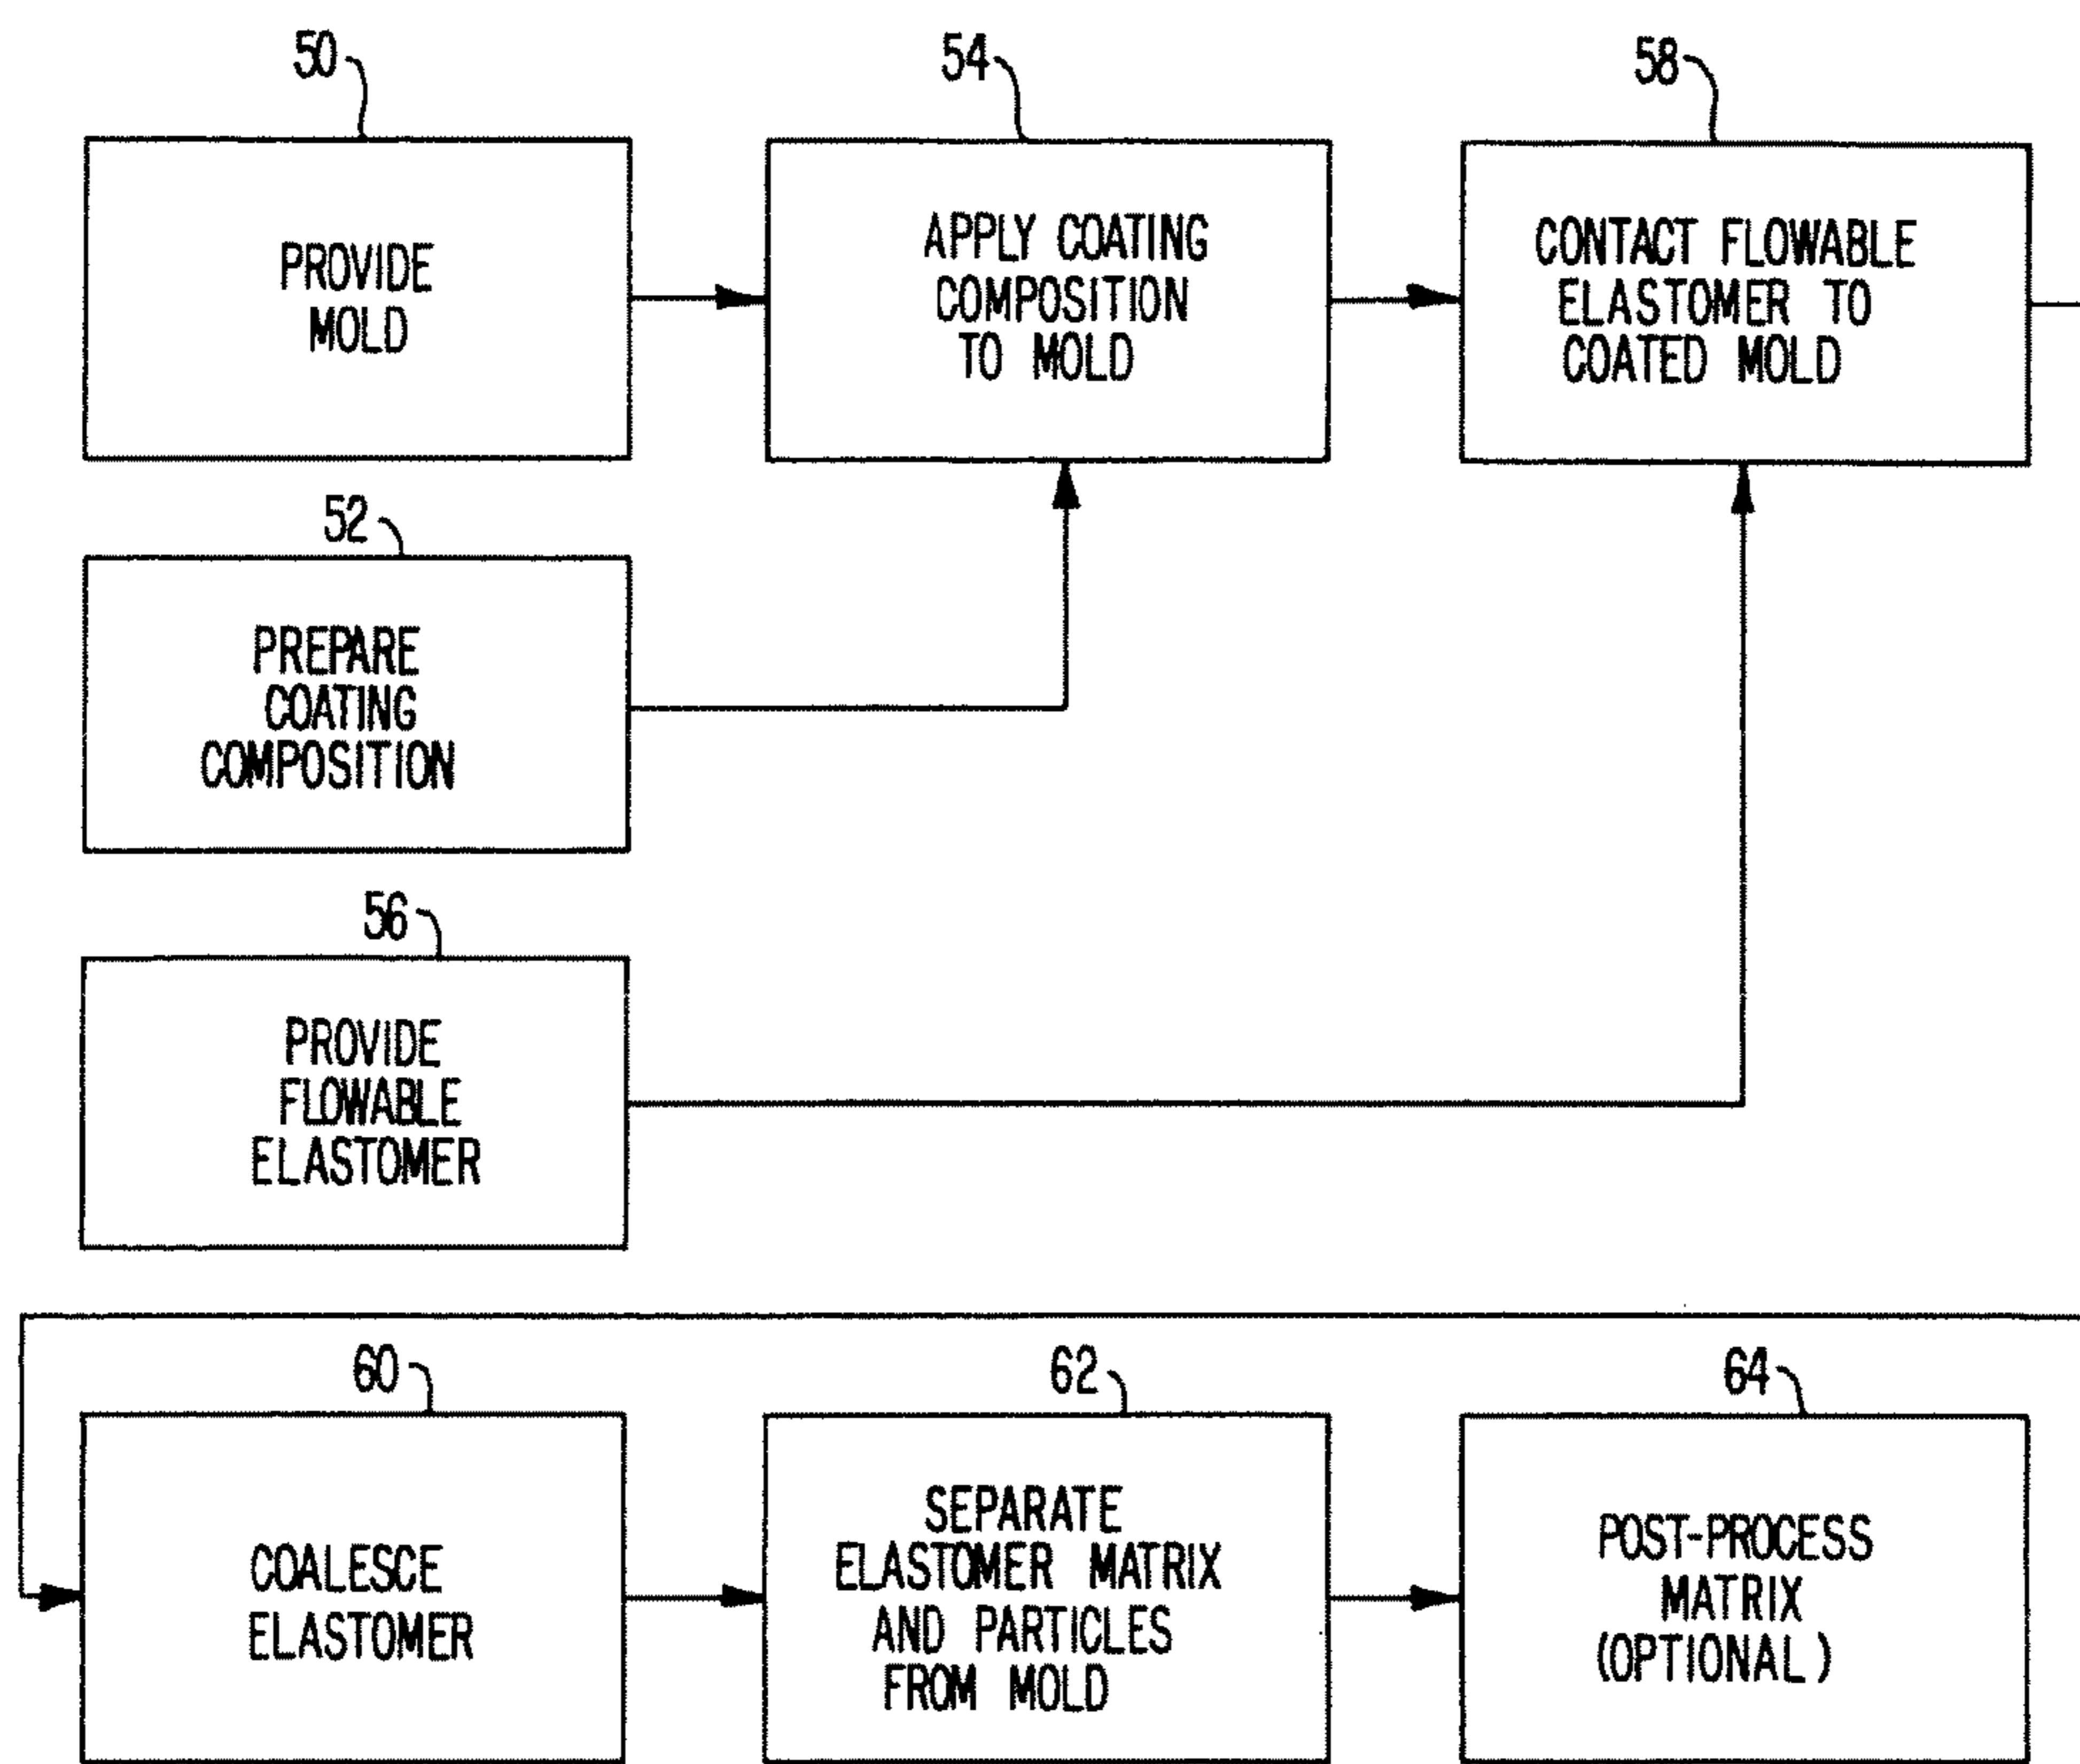 50
PROVIDE
MOLD
54
APPLY COATING
COMPOSITION
TO MOLD
58
CONTACT FLOWABLE
ELASTOMER TO
COATED MOLD
52
PREPARE
COATING
COMPOSITION
56
PROVIDE
FLOWABLE
ELASTOMER
60
COALESCE
ELASTOMER
62
SEPARATE
ELASTOMER MATRIX
AND PARTICLES
FROM MOLD
64
POST-PROCESS
MATRIX
(OPTIONAL)